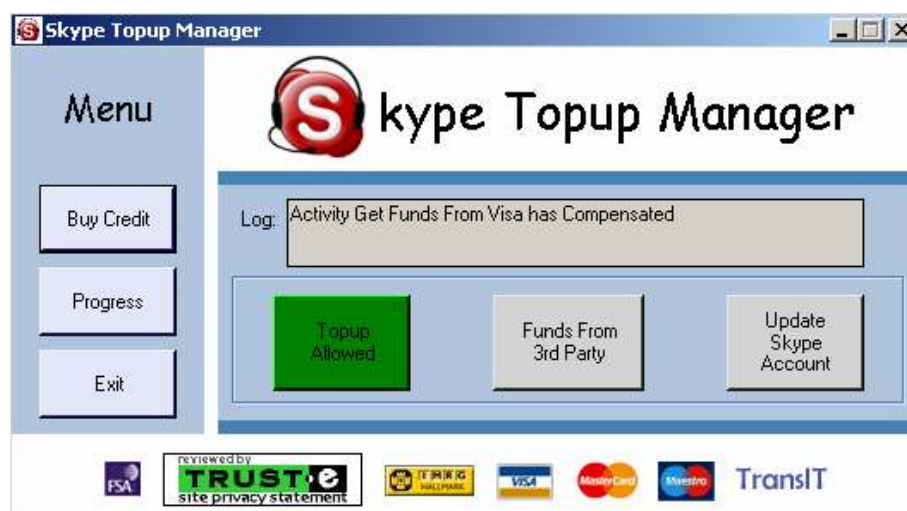 Skype Topup Manager
Menu
S kype Topup Manager
Buy Credit
Log: Activity Get Funds From Visa has Compensated
Progress
Topup
Allowed
Funds From
3rd Party
Update
Skype
Account
Exit
FSA
reviewed by
TRUST e
site privacy statement
HALLMARK
VISA
MasterCard
Maestro
TransIT